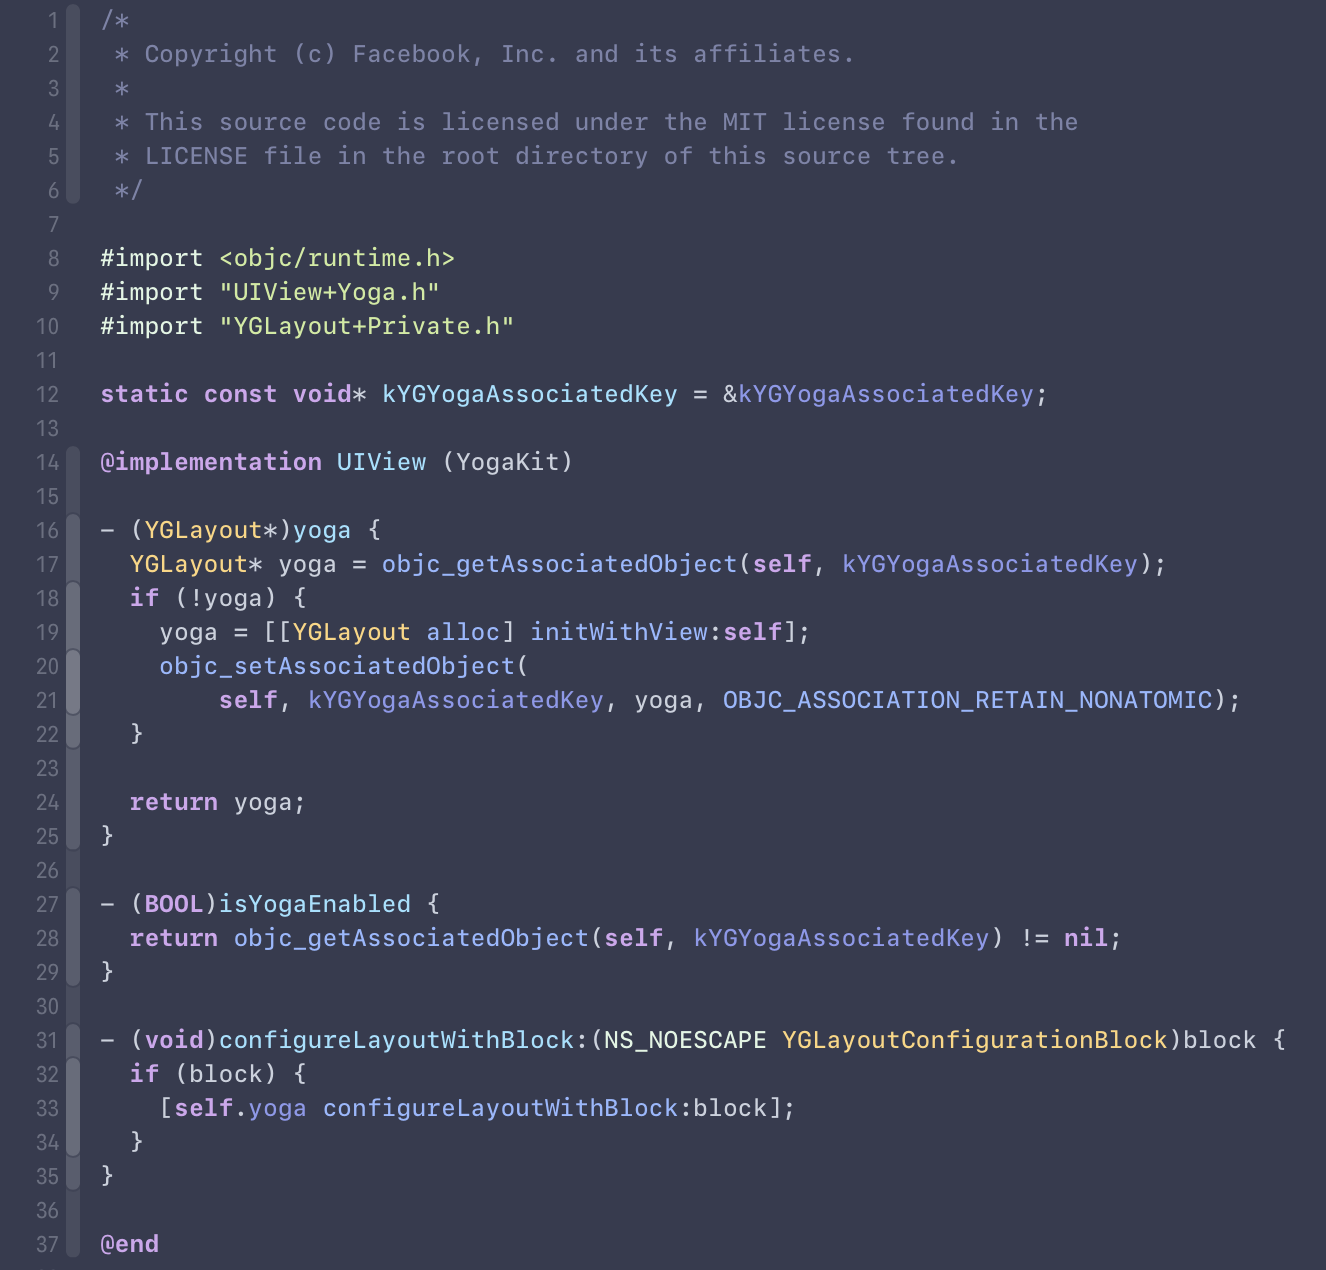 1 /*
2  * Copyright (c) Facebook, Inc. and its affiliates.
3  *
4  * This source code is licensed under the MIT license found in the
5  * LICENSE file in the root directory of this source tree.
6  */
7
8 #import <objc/runtime.h>
9 #import "UIView+Yoga.h"
10 #import "YGLayout+Private.h"
11
12 static const void* kYGYogaAssociatedKey = &kYGYogaAssociatedKey;
13
14 @implementation UIView (YogaKit)
15
16 - (YGLayout*)yoga {
17   YGLayout* yoga = objc_getAssociatedObject(self, kYGYogaAssociatedKey);
18   if (!yoga) {
19     yoga = [[YGLayout alloc] initWithView:self];
20     objc_setAssociatedObject(
21         self, kYGYogaAssociatedKey, yoga, OBJC_ASSOCIATION_RETAIN_NONATOMIC);
22   }
23
24   return yoga;
25 }
26
27 - (BOOL)isYogaEnabled {
28   return objc_getAssociatedObject(self, kYGYogaAssociatedKey) != nil;
29 }
30
31 - (void)configureLayoutWithBlock:(NS_NOESCAPE YGLayoutConfigurationBlock)block {
32   if (block) {
33     [self.yoga configureLayoutWithBlock:block];
34   }
35 }
36
37 @end